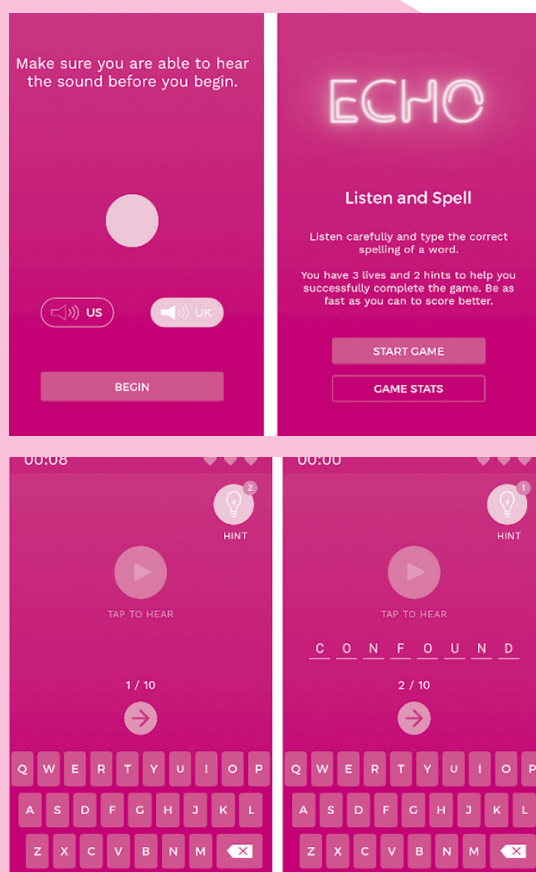 Make sure you are able to hear
the sound before you begin.
US
UK
BEGIN
ECHO
Listen and Spell
Listen carefully and type the correct
spelling of a word.
You have 3 lives and 2 hints to help you
successfully complete the game. Be as
fast as you can to score better.
START GAME
GAME STATS
00:08
2
HINT
TAP TO HEAR
1 / 10
Q W E R T Y U I O P
A S D F G H J K L
Z X C V B N M
00:00
1
HINT
TAP TO HEAR
C O N F O U N D
2 / 10
Q W E R T Y U I O P
A S D F G H J K L
Z X C V B N M